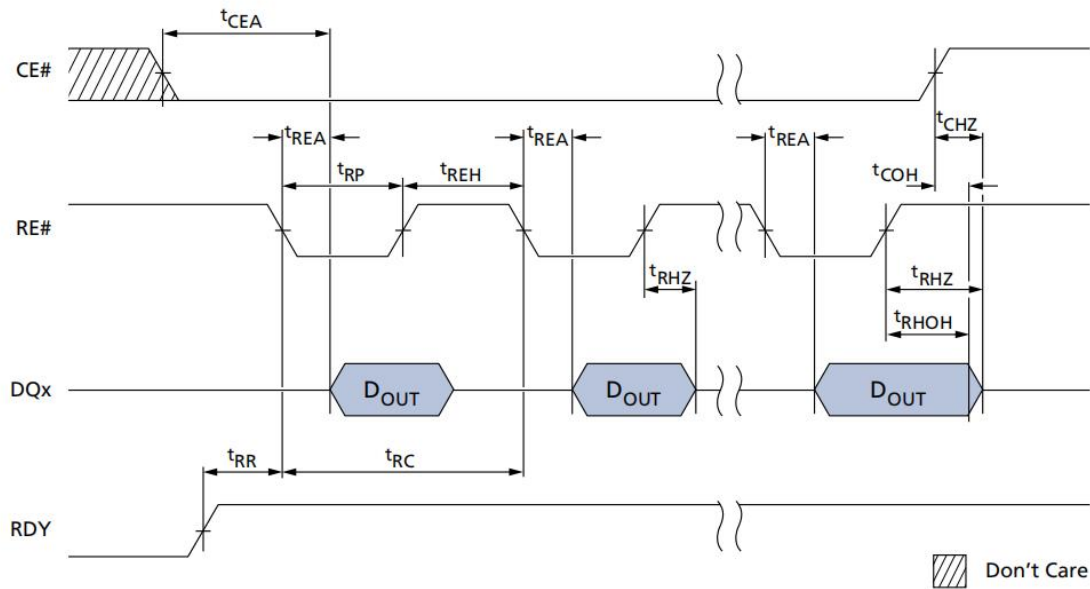 tCEA
CE#
tREA
tREA
tREA
tCHZ
tRP
tREH
tCOH
RE#
tRHZ
tRHZ
tRHOH
DQx
DOUT
DOUT
DOUT
tRR
tRC
RDY
Don't Care